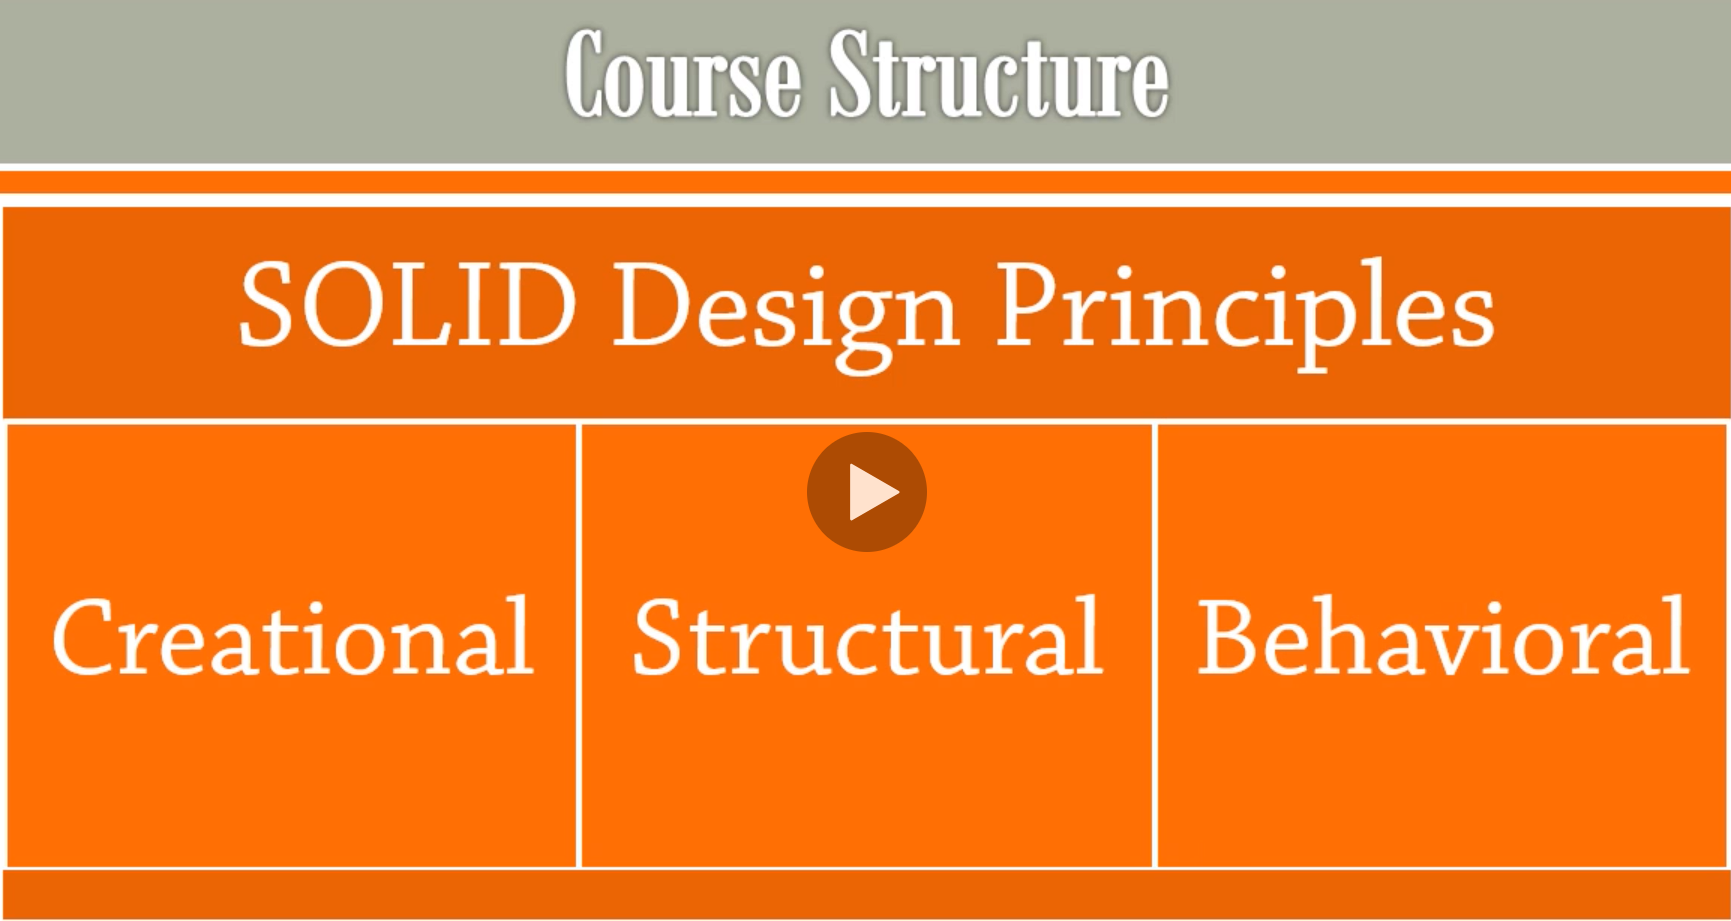 Course Structure
SOLID Design Principles
Creational
Structural
Behavioral